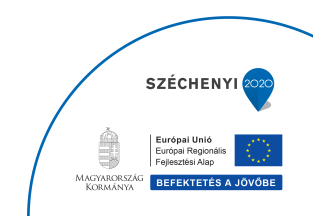 SZÉCHENYI 2020
Európai Unió
Európai Regionális
Fejlesztési Alap
MAGYARORSZÁG
KORMÁNYA
BEFEKTETÉS A JÖVŐBE